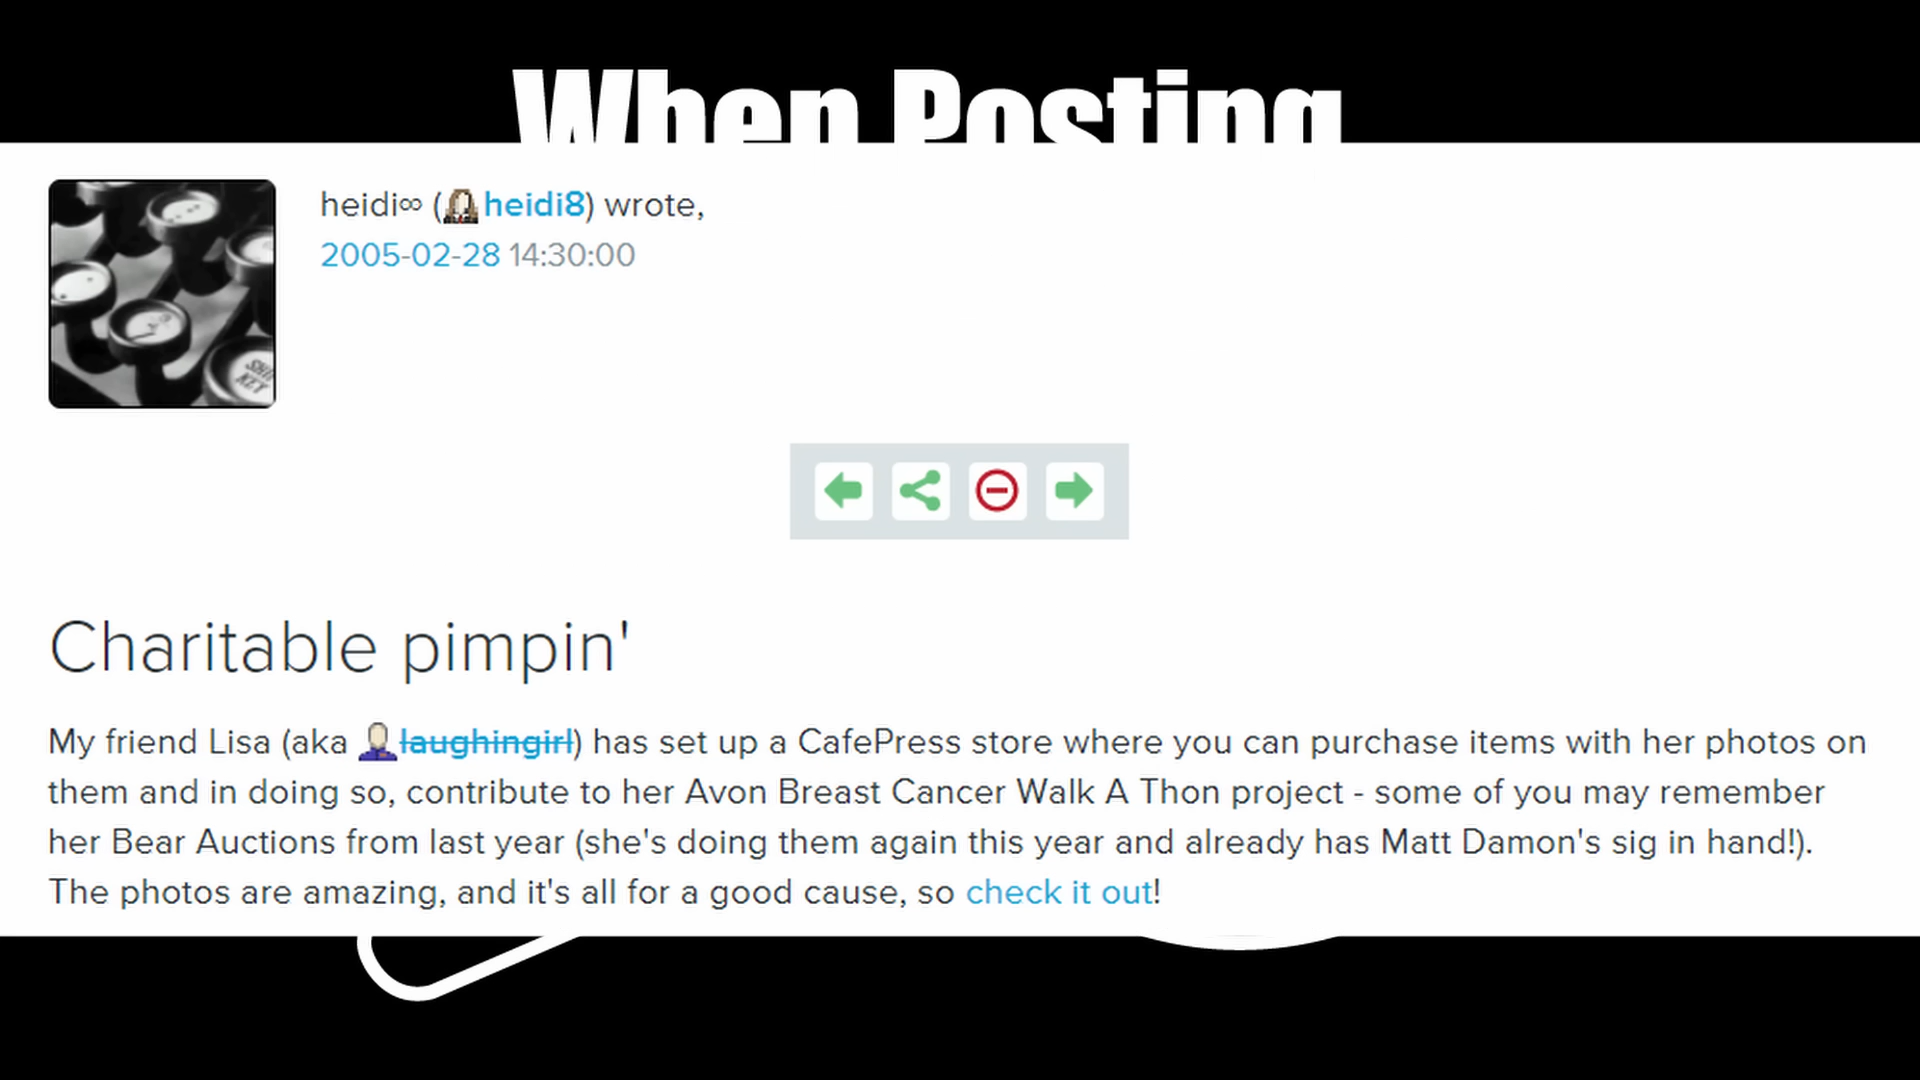 When Posting
heidi∞ (heidi8) wrote,
2005-02-28 14:30:00
SHIFT
KEY
Charitable pimpin'
My friend Lisa (aka laughingirl) has set up a CafePress store where you can purchase items with her photos on
them and in doing so, contribute to her Avon Breast Cancer Walk A Thon project - some of you may remember
her Bear Auctions from last year (she's doing them again this year and already has Matt Damon's sig in hand!).
The photos are amazing, and it's all for a good cause, so check it out!